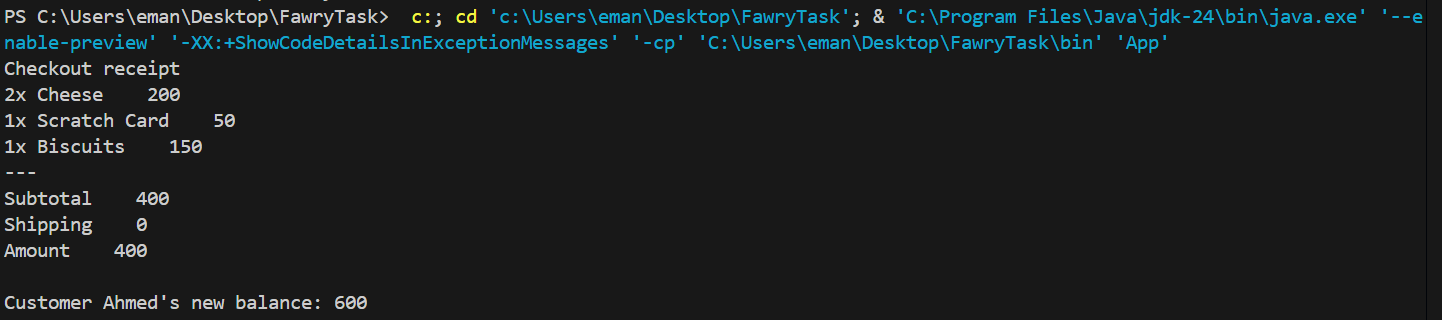 PS C:\Users\eman\Desktop\FawryTask>  c:; cd 'c:\Users\eman\Desktop\FawryTask'; & 'C:\Program Files\Java\jdk-24\bin\java.exe' '--e
nable-preview' '-XX:+ShowCodeDetailsInExceptionMessages' '-cp' 'C:\Users\eman\Desktop\FawryTask\bin' 'App'
Checkout receipt
2x Cheese    200
1x Scratch Card    50
1x Biscuits    150
---
Subtotal    400
Shipping    0
Amount    400

Customer Ahmed's new balance: 600